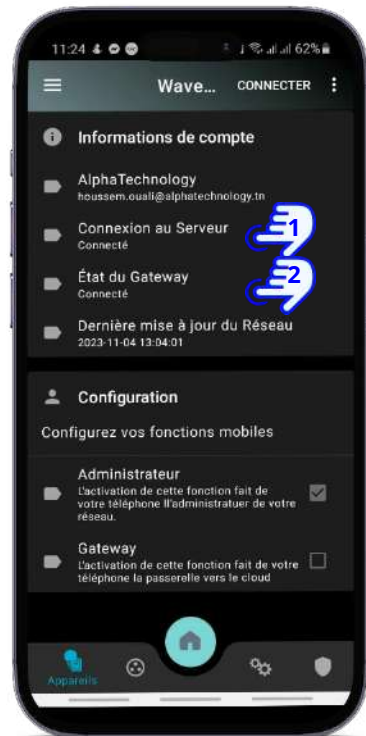 11:24 62%
Wave... CONNECTER
Informations de compte
AlphaTechnology
houssem.ouali@alphatechnology.tn
Connexion au Serveur
Connecté
1
État du Gateway
Connecté
2
Dernière mise à jour du Réseau
2023-11-04 13:04:01
Configuration
Configurez vos fonctions mobiles
Administrateur
L'activation de cette fonction fait de
votre téléphone l'administratuer de votre
réseau.
Gateway
L'activation de cette fonction fait de votre
téléphone la passerelle vers le cloud
Appareils